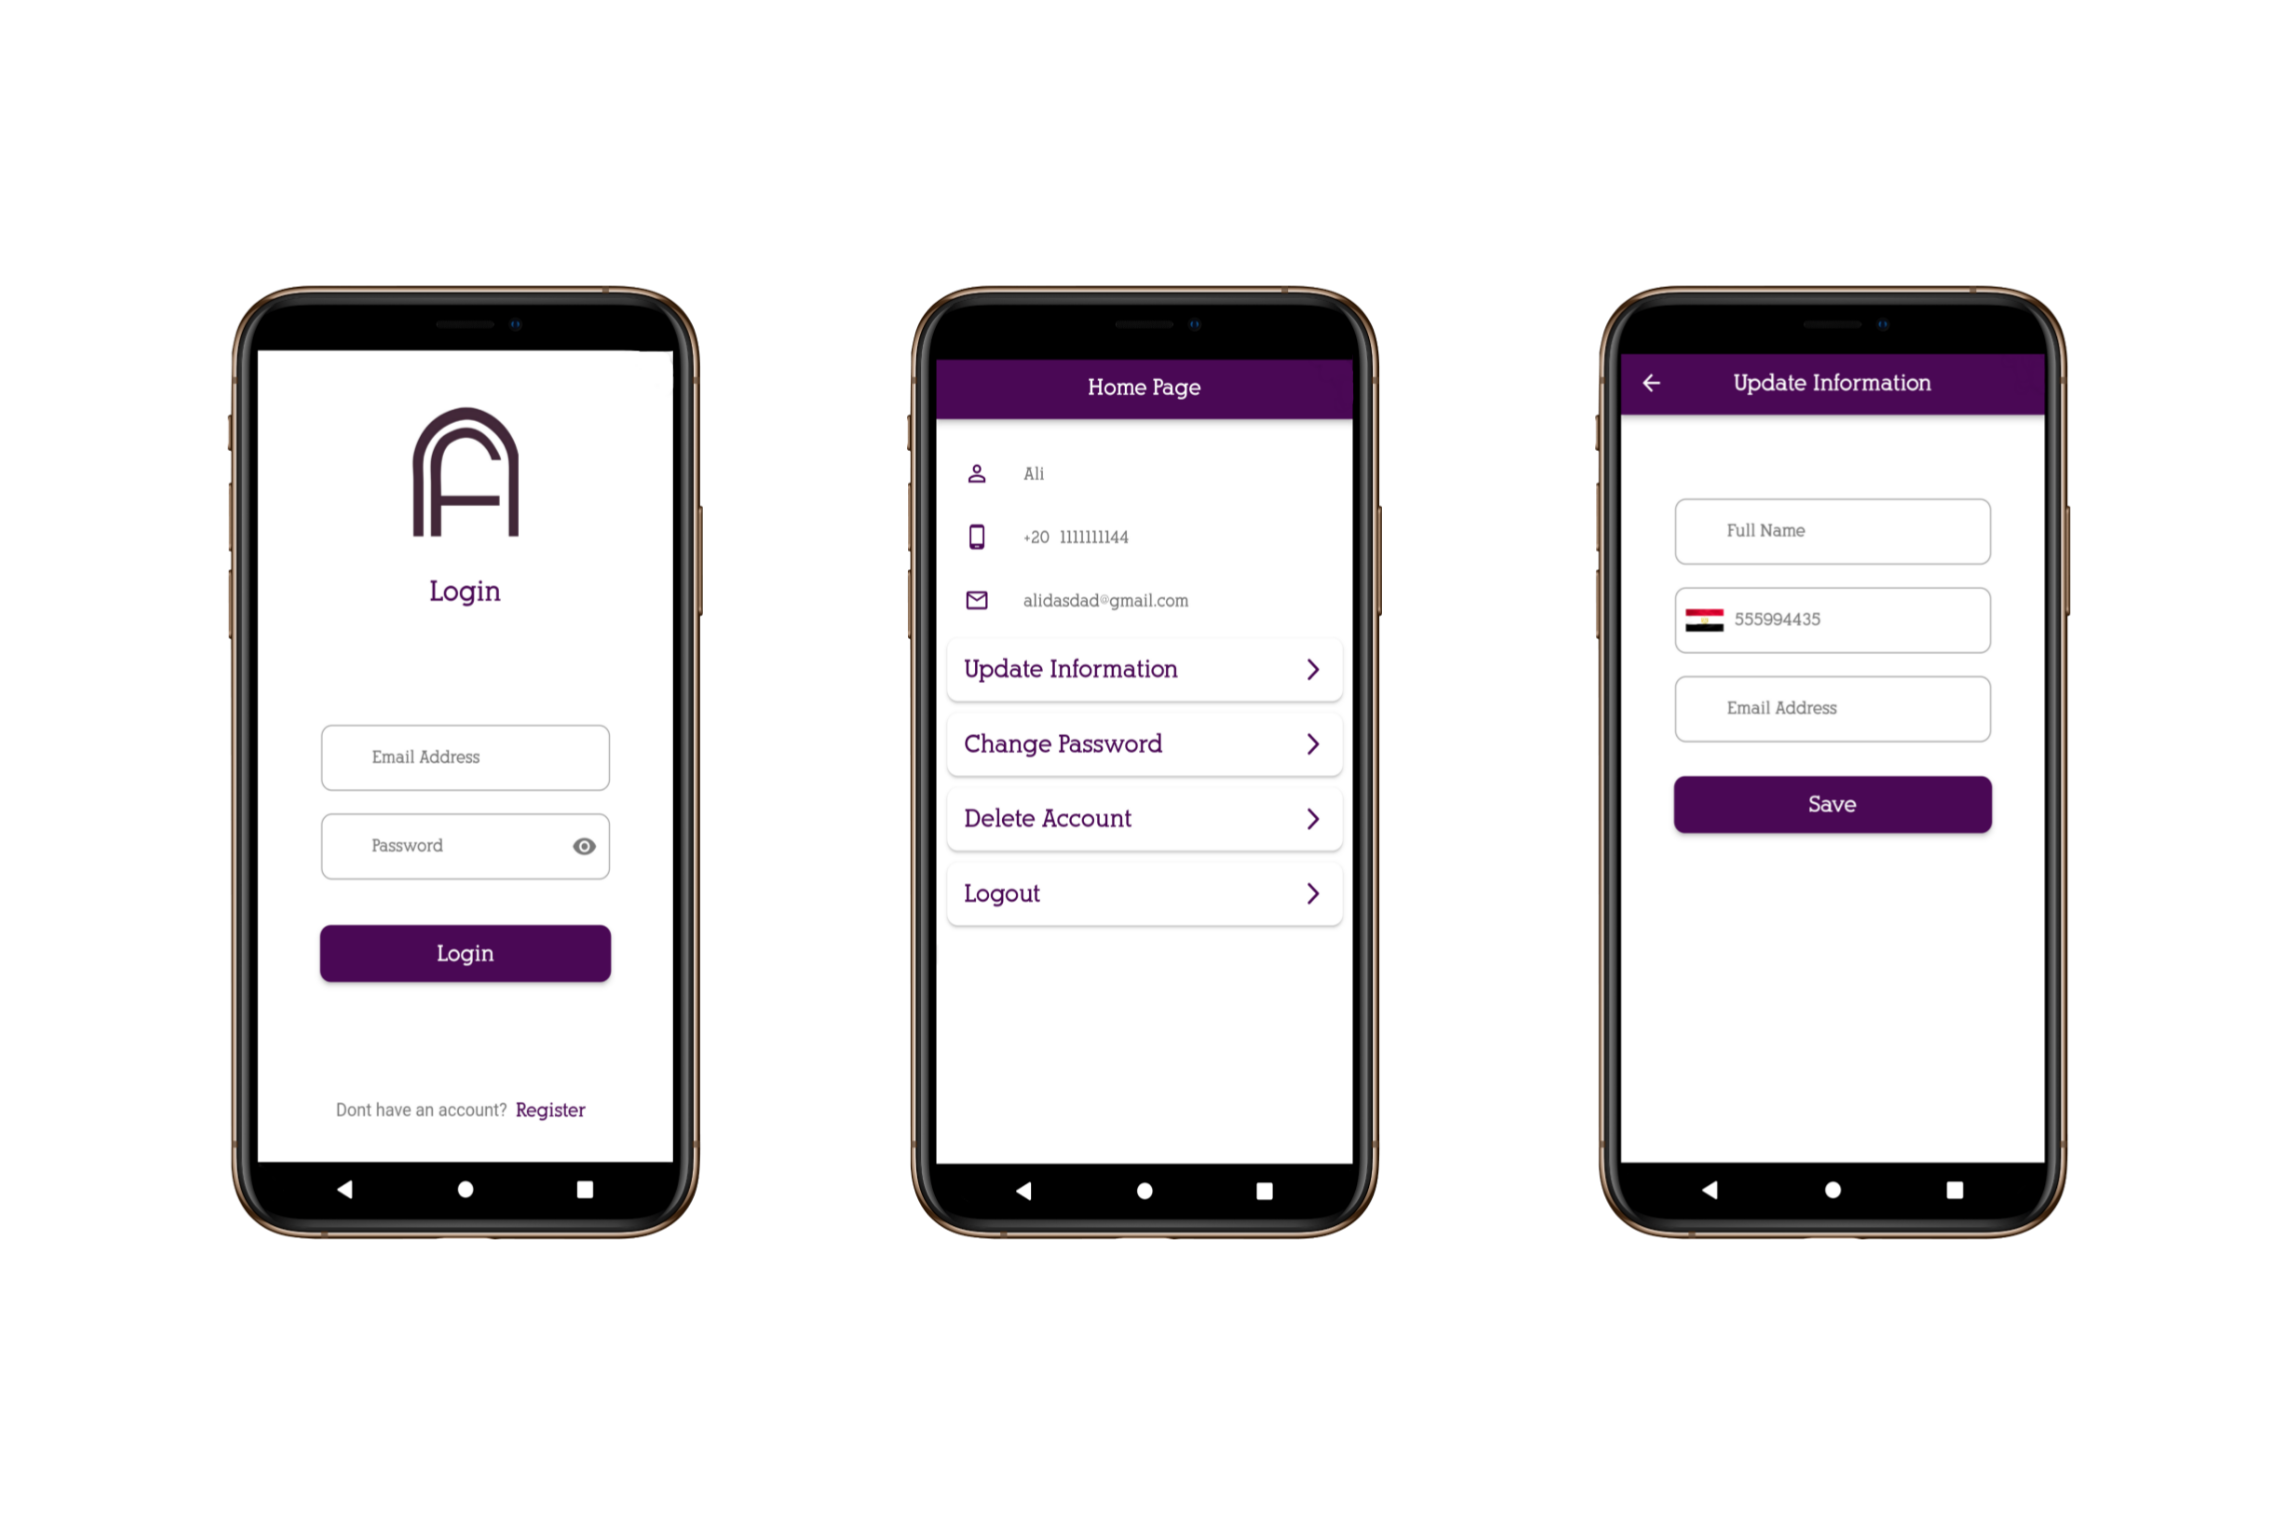 Login
Email Address
Password
Login
Dont have an account? Register
Home Page
Ali
+20 1111111144
alidasdad@gmail.com
Update Information
Change Password
Delete Account
Logout
Update Information
Full Name
555994435
Email Address
Save